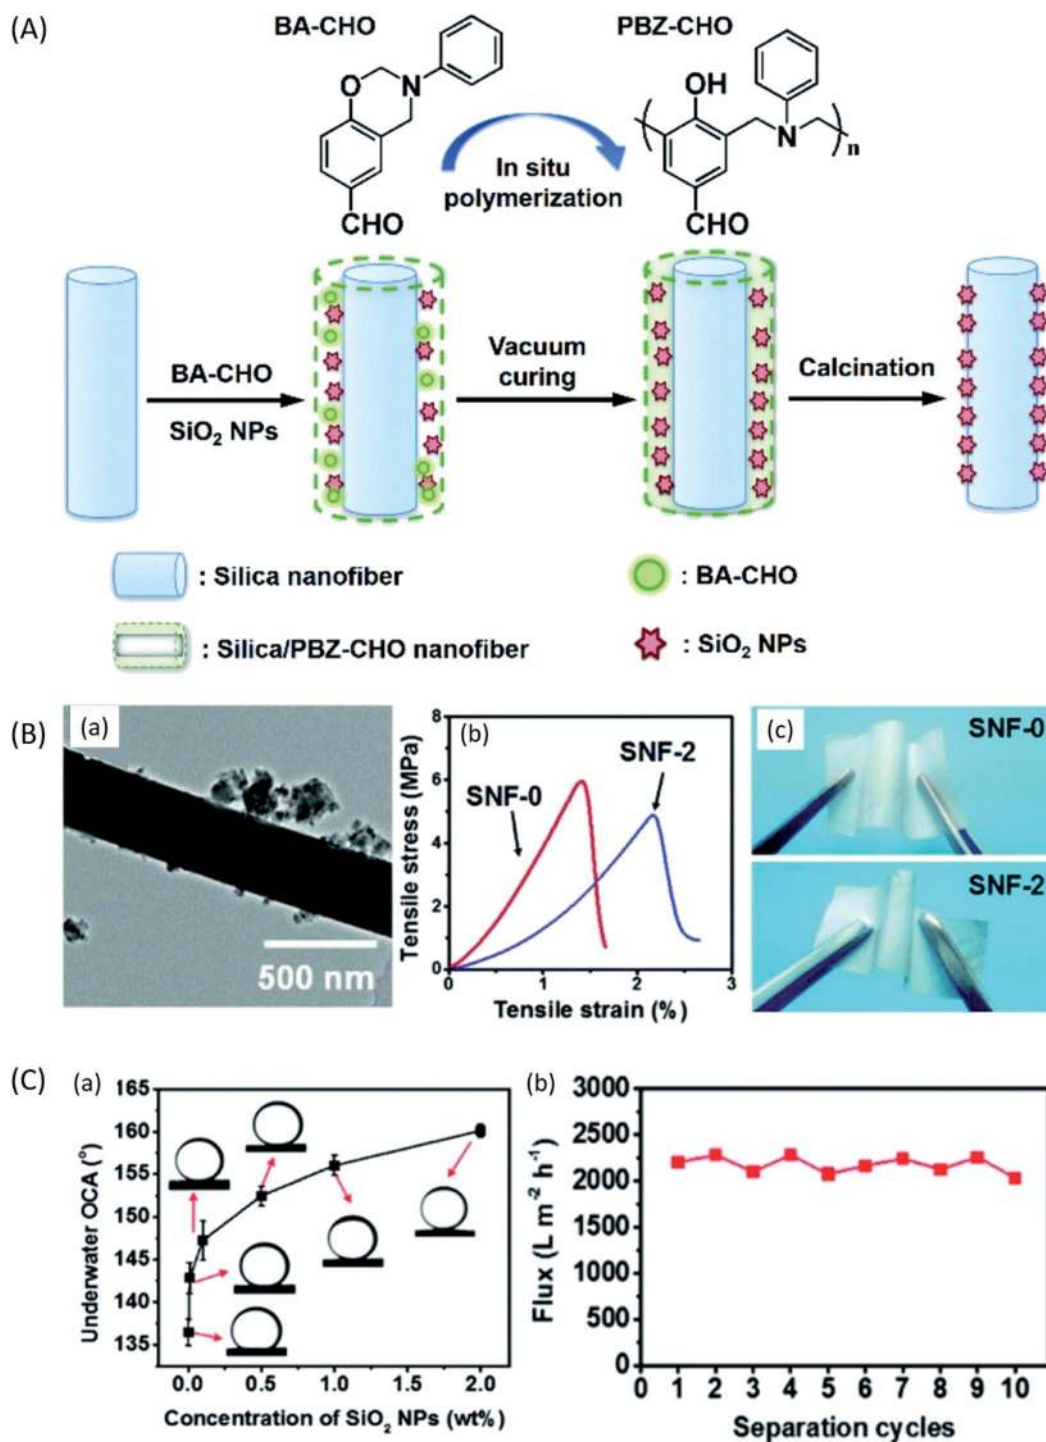 (A)
BA-CHO
PBZ-CHO
O
N
CHO
OH
N
n
CHO
In situ
polymerization
BA-CHO
SiO₂ NPs
Vacuum
curing
Calcination
: Silica nanofiber
: BA-CHO
: Silica/PBZ-CHO nanofiber
: SiO₂ NPs
(B)
(a)
500 nm
(b)
Tensile stress (MPa)
8
6
4
2
0
SNF-0
SNF-2
0
1
2
3
Tensile strain (%)
(c)
SNF-0
SNF-2
(C)
(a)
Underwater OCA (°)
165
160
155
150
145
140
135
0.0
0.5
1.0
1.5
2.0
Concentration of SiO₂ NPs (wt%)
(b)
Flux (L m⁻² h⁻¹)
3000
2500
2000
1500
1000
500
0
0 1 2 3 4 5 6 7 8 9 10
Separation cycles